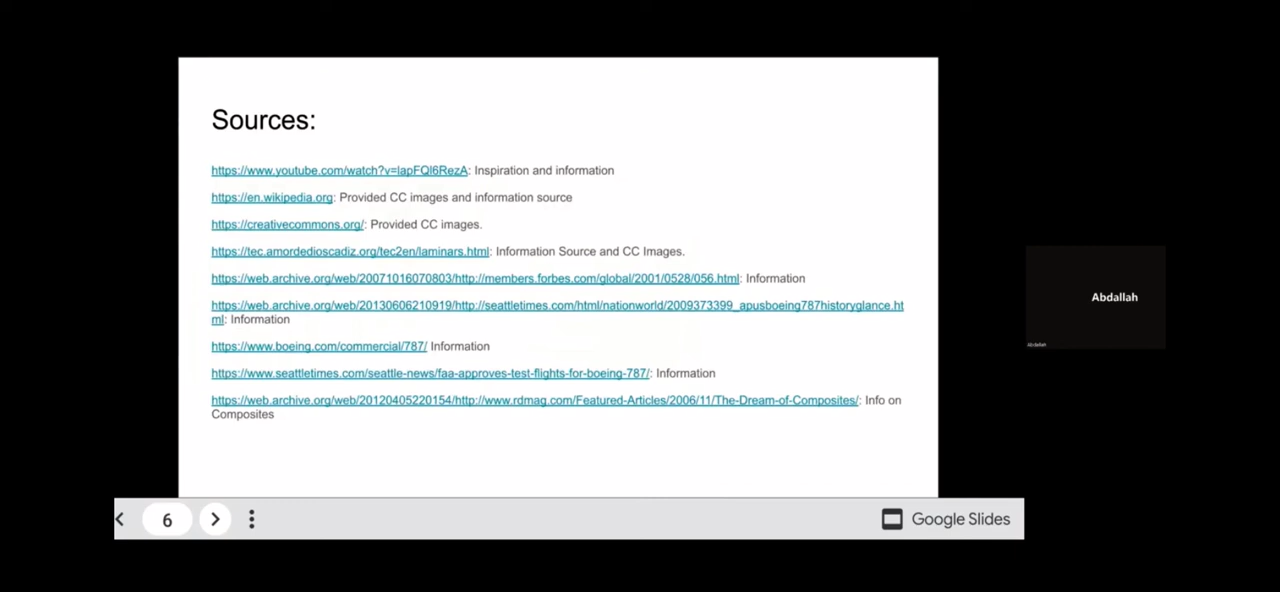 Sources:
https://www.youtube.com/watch?v=lapFQl6RezA: Inspiration and information
https://en.wikipedia.org: Provided CC images and information source
https://creativecommons.org/: Provided CC images.
https://tec.amordedioscadiz.org/tec2en/laminars.html: Information Source and CC Images.
https://web.archive.org/web/20071016070803/http://members.forbes.com/global/2001/0528/056.html: Information
https://web.archive.org/web/20130606210919/http://seattletimes.com/html/nationworld/2009373399_apusboeing787historyglance.ht
ml: Information
https://www.boeing.com/commercial/787/ Information
https://www.seattletimes.com/seattle-news/faa-approves-test-flights-for-boeing-787/: Information
https://web.archive.org/web/20120405220154/http://www.rdmag.com/Featured-Articles/2006/11/The-Dream-of-Composites/: Info on
Composites
Abdallah
Abdallah
6
Google Slides